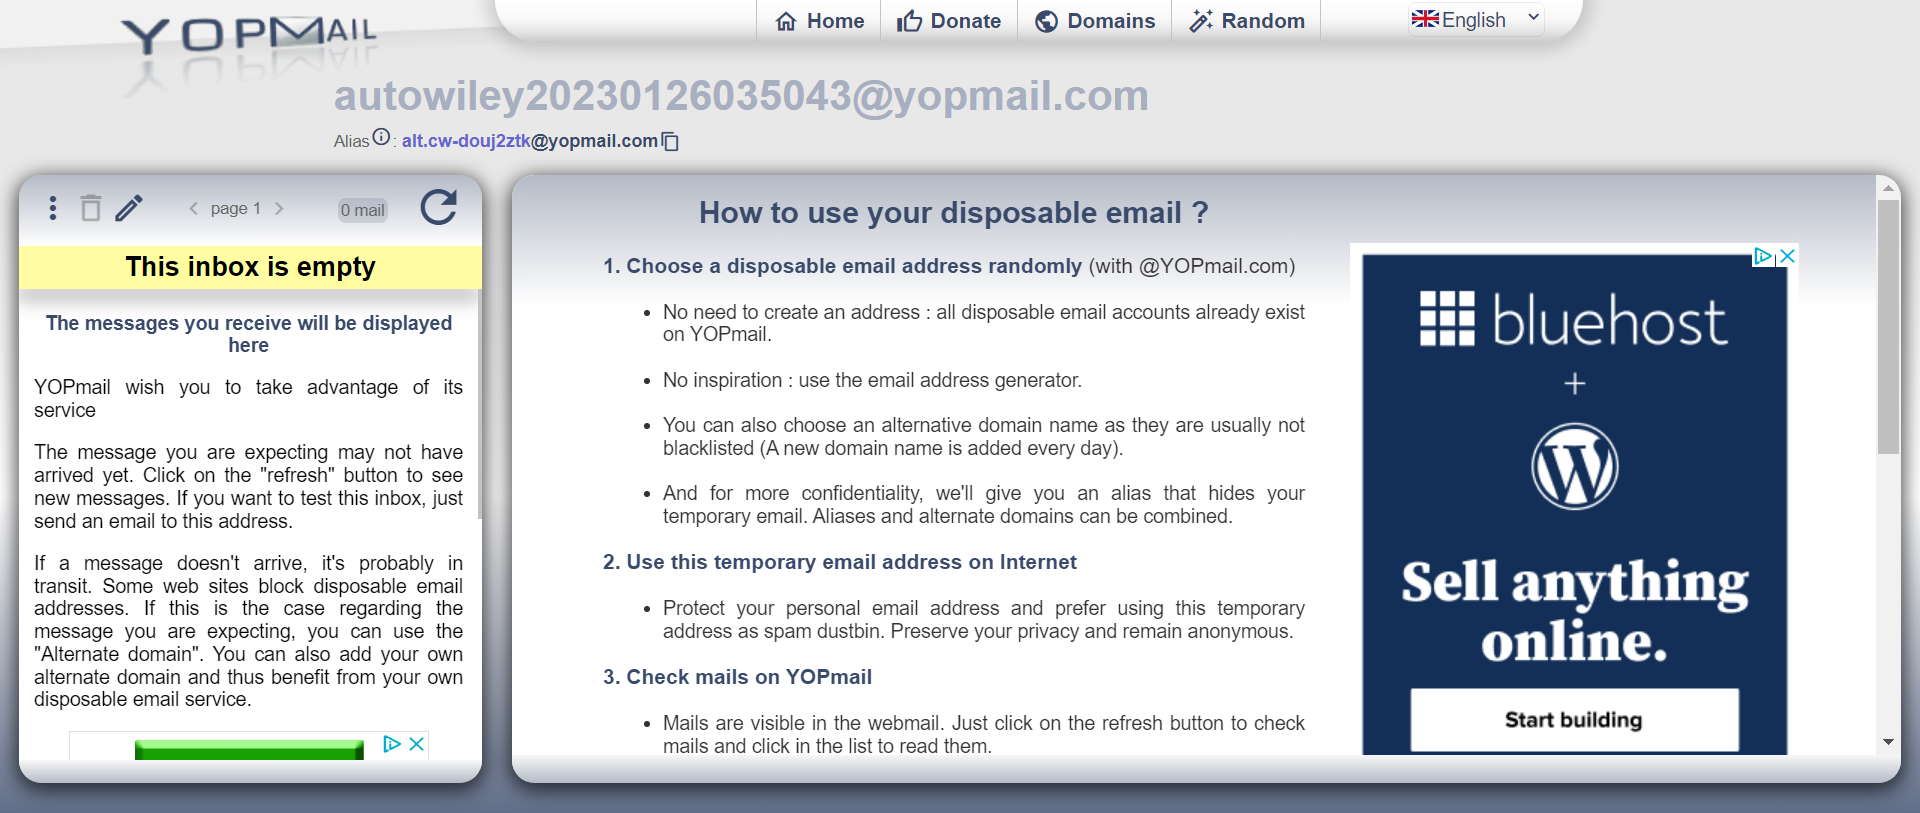 YOPMAIL
Home
Donate
Domains
Random
English
autowiley20230126035043@yopmail.com
Alias : alt.cw-douj2ztk@yopmail.com
page 1
0 mail
This inbox is empty
The messages you receive will be displayed
here
YOPmail wish you to take advantage of its
service
The message you are expecting may not have
arrived yet. Click on the "refresh" button to see
new messages. If you want to test this inbox, just
send an email to this address.
If a message doesn't arrive, it's probably in
transit. Some web sites block disposable email
addresses. If this is the case regarding the
message you are expecting, you can use the
"Alternate domain". You can also add your own
alternate domain and thus benefit from your own
disposable email service.
How to use your disposable email ?
1. Choose a disposable email address randomly (with @YOPmail.com)
• No need to create an address : all disposable email accounts already exist
on YOPmail.
• No inspiration : use the email address generator.
• You can also choose an alternative domain name as they are usually not
blacklisted (A new domain name is added every day).
• And for more confidentiality, we'll give you an alias that hides your
temporary email. Aliases and alternate domains can be combined.
2. Use this temporary email address on Internet
• Protect your personal email address and prefer using this temporary
address as spam dustbin. Preserve your privacy and remain anonymous.
3. Check mails on YOPmail
• Mails are visible in the webmail. Just click on the refresh button to check
mails and click in the list to read them.
bluehost
+
Sell anything
online.
Start building